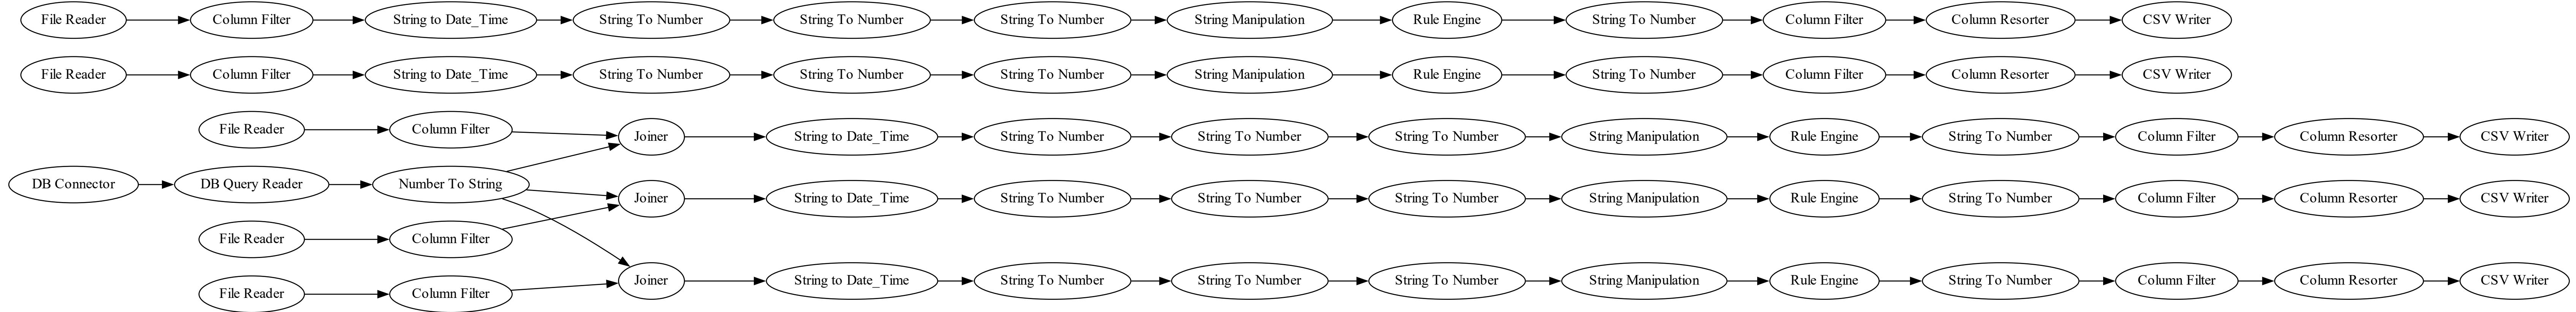 File Reader Column Filter String to Date_Time String To Number String To Number String To Number String Manipulation Rule Engine String To Number Column Filter Column Resorter CSV Writer
File Reader Column Filter String to Date_Time String To Number String To Number String To Number String Manipulation Rule Engine String To Number Column Filter Column Resorter CSV Writer
File Reader Column Filter Joiner String to Date_Time String To Number String To Number String To Number String Manipulation Rule Engine String To Number Column Filter Column Resorter CSV Writer
DB Connector DB Query Reader Number To String Joiner String to Date_Time String To Number String To Number String To Number String Manipulation Rule Engine String To Number Column Filter Column Resorter CSV Writer
File Reader Column Filter
File Reader Column Filter Joiner String to Date_Time String To Number String To Number String To Number String Manipulation Rule Engine String To Number Column Filter Column Resorter CSV Writer